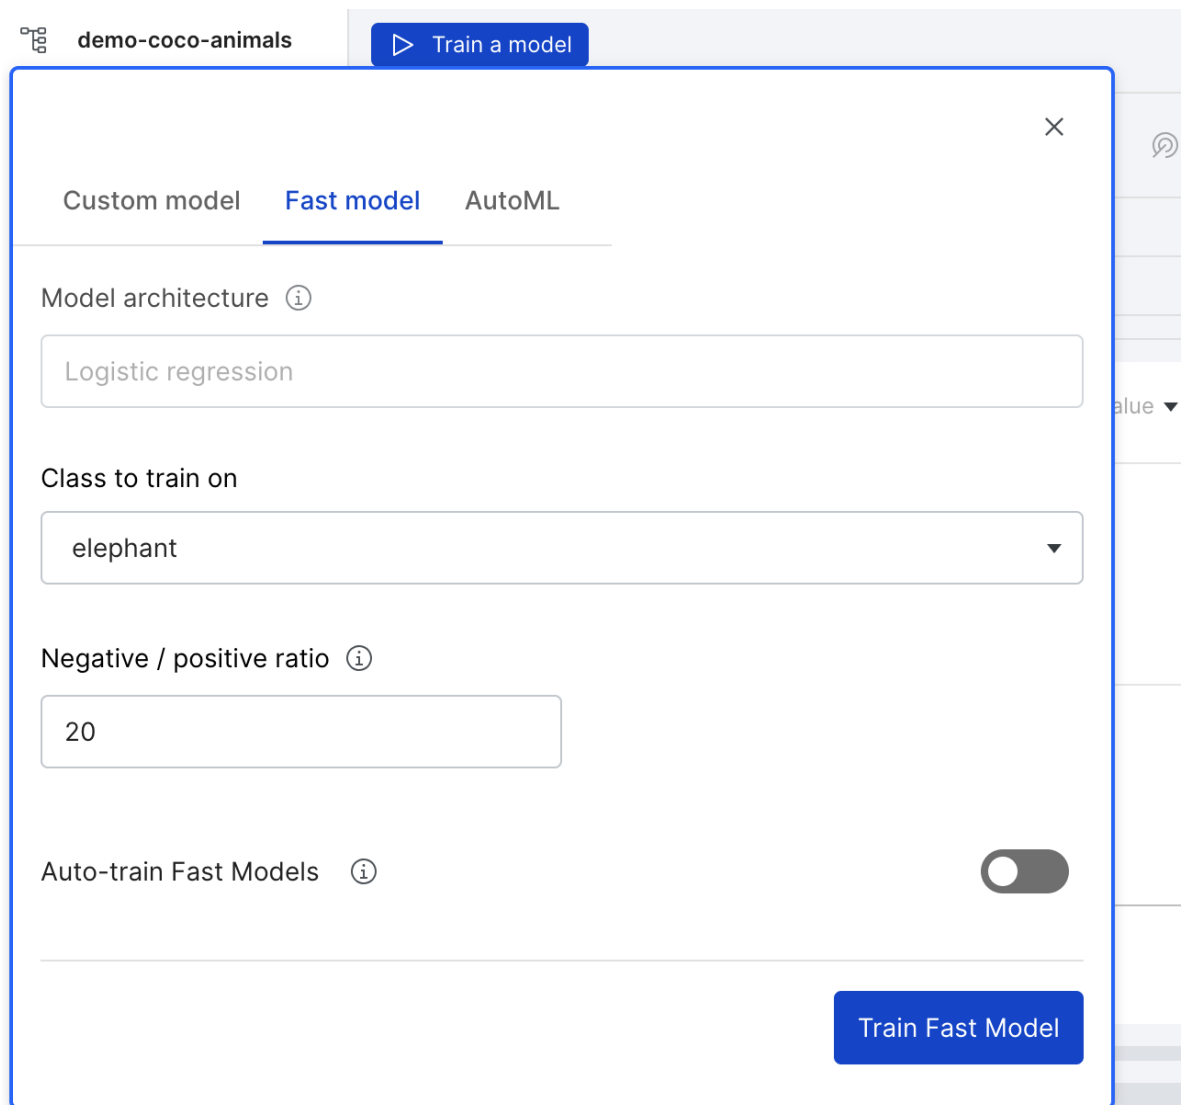 demo-coco-animals
Train a model
Custom model
Fast model
AutoML
Model architecture
Logistic regression
Class to train on
elephant
Negative / positive ratio
20
Auto-train Fast Models
Train Fast Model